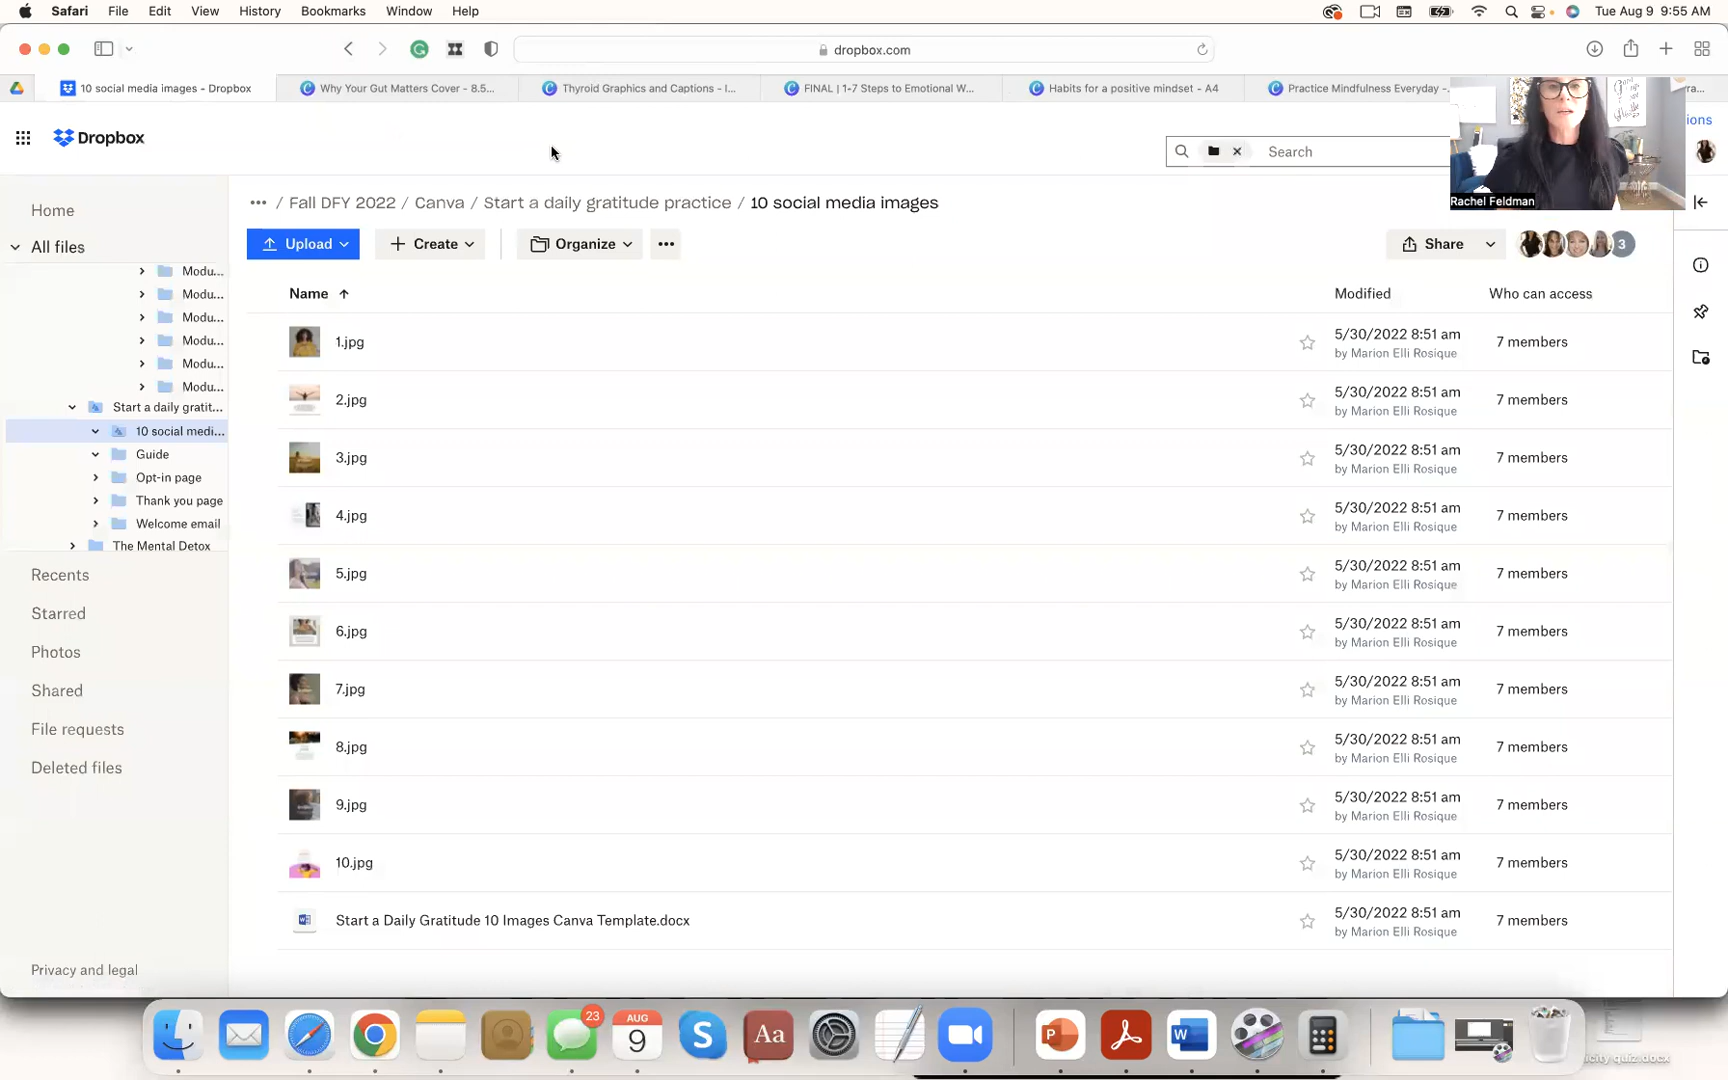 Safari File Edit View History Bookmarks Window Help Tue Aug 9 9:55 AM
dropbox.com
10 social media images - Dropbox Why Your Gut Matters Cover - 8.5... Thyroid Graphics and Captions - I... FINAL | 1-7 Steps to Emotional W... Habits for a positive mindset - A4 Practice Mindfulness Everyday -
Dropbox
Search
Rachel Feldman
Home
All files
Modu...
Modu...
Modu...
Modu...
Modu...
Modu...
Start a daily gratit...
10 social medi...
Guide
Opt-in page
Thank you page
Welcome email
The Mental Detox
Recents
Starred
Photos
Shared
File requests
Deleted files
Privacy and legal
... / Fall DFY 2022 / Canva / Start a daily gratitude practice / 10 social media images
Upload Create Organize ... Share 3
Name Modified Who can access
1.jpg 5/30/2022 8:51 am 7 members
by Marion Elli Rosique
2.jpg 5/30/2022 8:51 am 7 members
by Marion Elli Rosique
3.jpg 5/30/2022 8:51 am 7 members
by Marion Elli Rosique
4.jpg 5/30/2022 8:51 am 7 members
by Marion Elli Rosique
5.jpg 5/30/2022 8:51 am 7 members
by Marion Elli Rosique
6.jpg 5/30/2022 8:51 am 7 members
by Marion Elli Rosique
7.jpg 5/30/2022 8:51 am 7 members
by Marion Elli Rosique
8.jpg 5/30/2022 8:51 am 7 members
by Marion Elli Rosique
9.jpg 5/30/2022 8:51 am 7 members
by Marion Elli Rosique
10.jpg 5/30/2022 8:51 am 7 members
by Marion Elli Rosique
Start a Daily Gratitude 10 Images Canva Template.docx 5/30/2022 8:51 am 7 members
by Marion Elli Rosique
23
AUG
9
Aa
quiz.docx